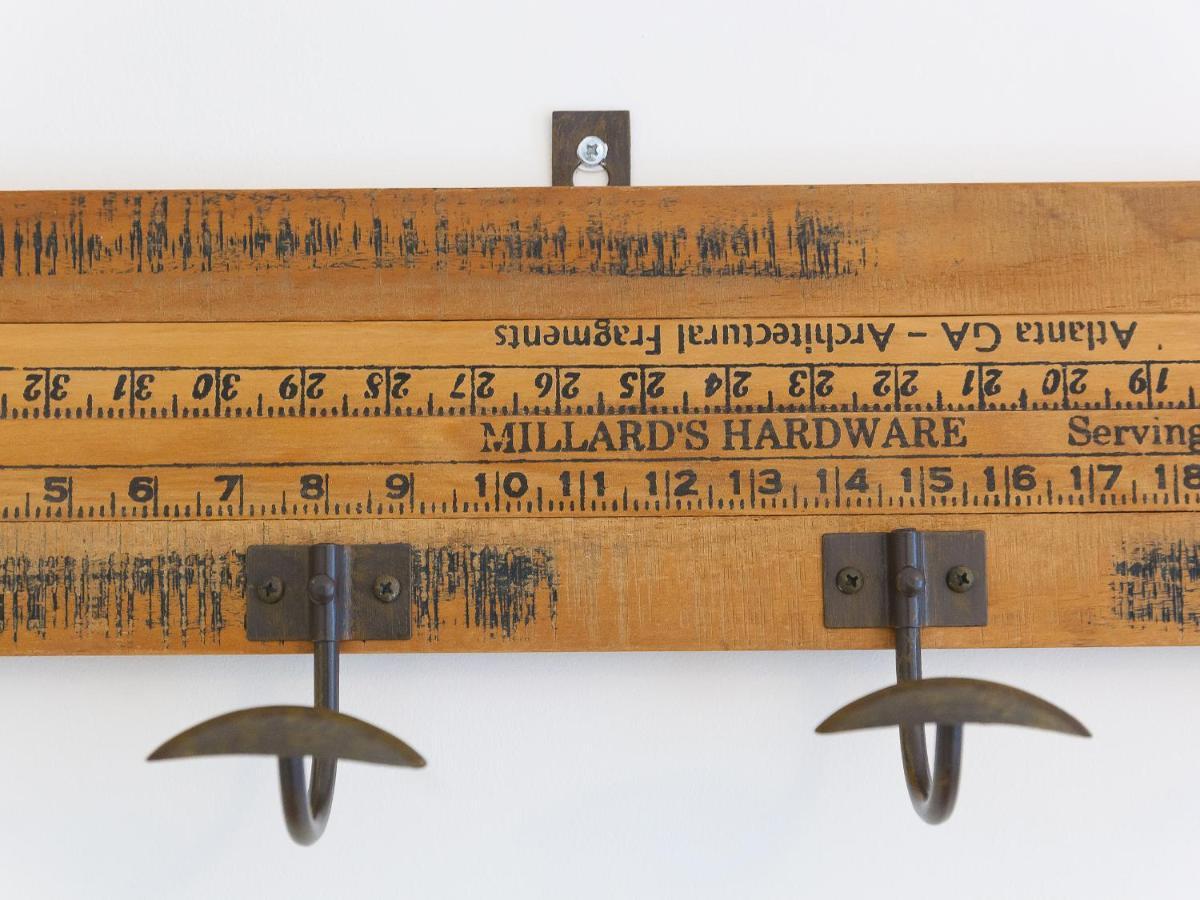 Atlanta GA – Architectural Fragments
32 31 30 29 28 27 26 25 24 23 22 21 20 19
MILLARD'S HARDWARE Serving
5 6 7 8 9 10 11 12 13 14 15 16 17 18